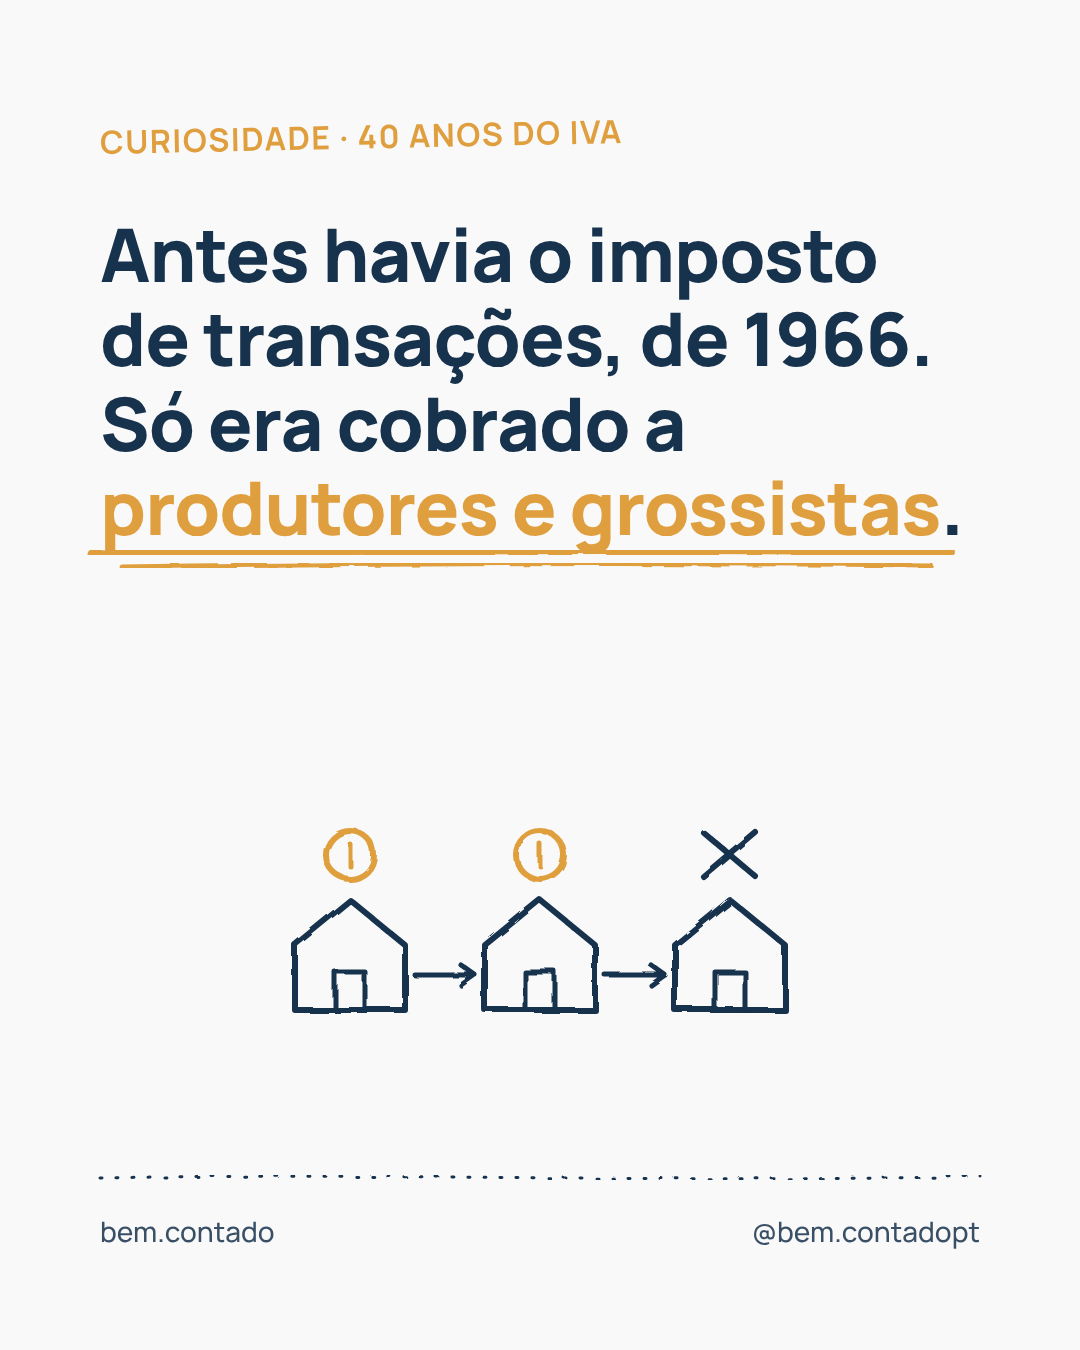 CURIOSIDADE · 40 ANOS DO IVA
Antes havia o imposto
de transações, de 1966.
Só era cobrado a
produtores e grossistas.
bem.contado
@bem.contadopt